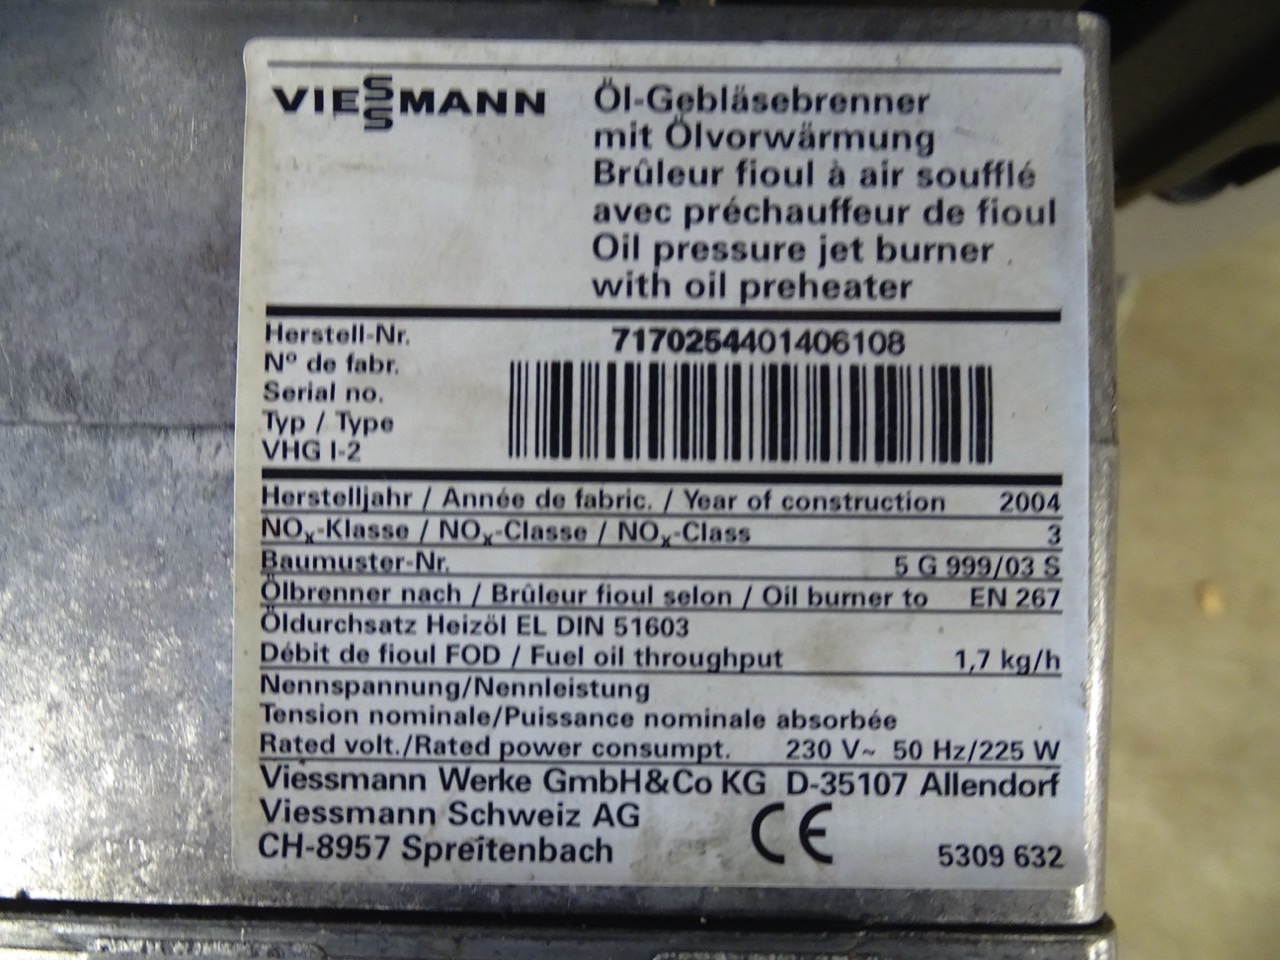 VIESSMANN
Öl-Gebläsebrenner
mit Ölvorwärmung
Brûleur fioul à air soufflé
avec préchauffeur de fioul
Oil pressure jet burner
with oil preheater
Herstell-Nr. 7170254401406108
N° de fabr.
Serial no.
Typ / Type
VHG I-2
Herstelljahr / Année de fabric. / Year of construction 2004
NOx-Klasse / NOx-Classe / NOx-Class 3
Baumuster-Nr. 5 G 999/03 S
Ölbrenner nach / Brûleur fioul selon / Oil burner to EN 267
Öldurchsatz Heizöl EL DIN 51603
Débit de fioul FOD / Fuel oil throughput 1,7 kg/h
Nennspannung/Nennleistung
Tension nominale/Puissance nominale absorbée
Rated volt./Rated power consumpt. 230 V~ 50 Hz/225 W
Viessmann Werke GmbH&Co KG D-35107 Allendorf
Viessmann Schweiz AG
CH-8957 Spreitenbach CE 5309 632